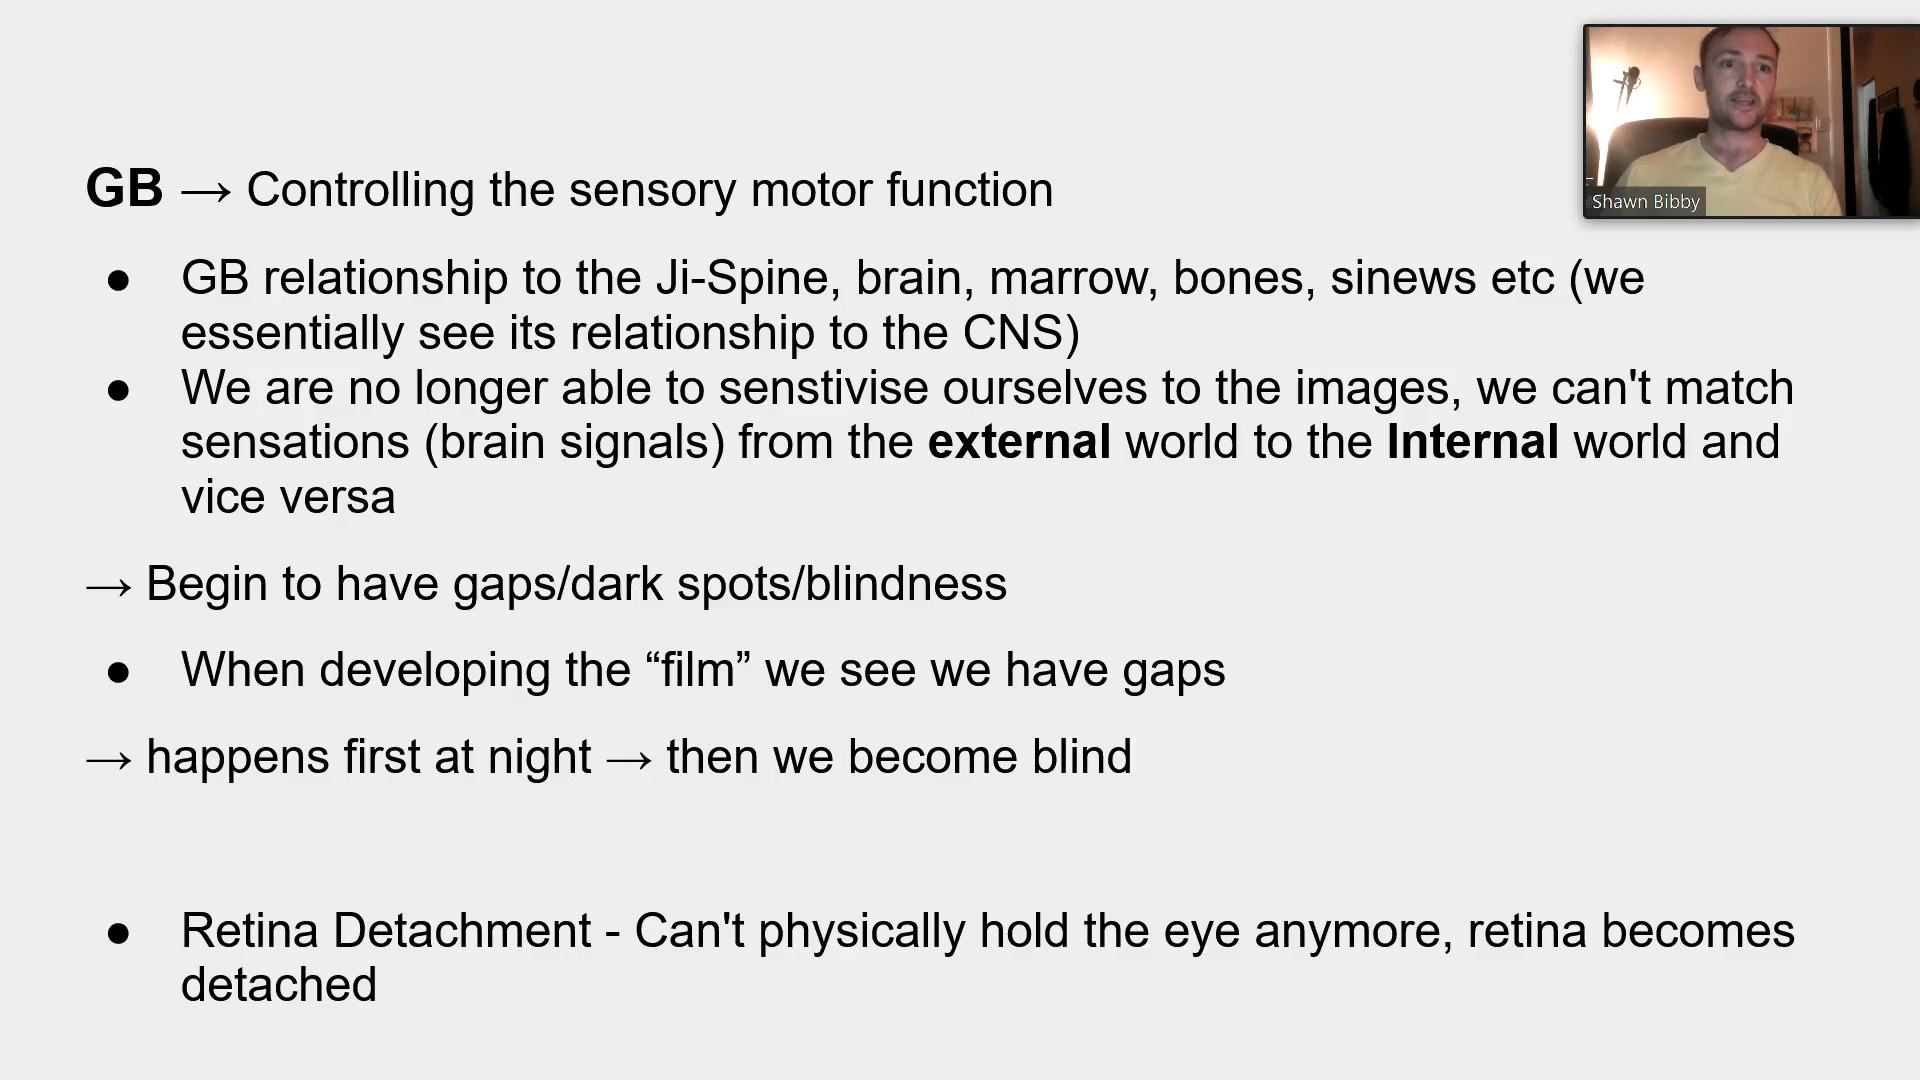 Shawn Bibby
GB → Controlling the sensory motor function
● GB relationship to the Ji-Spine, brain, marrow, bones, sinews etc (we
essentially see its relationship to the CNS)
● We are no longer able to senstivise ourselves to the images, we can't match
sensations (brain signals) from the external world to the Internal world and
vice versa
→ Begin to have gaps/dark spots/blindness
● When developing the “film” we see we have gaps
→ happens first at night → then we become blind
● Retina Detachment - Can't physically hold the eye anymore, retina becomes
detached